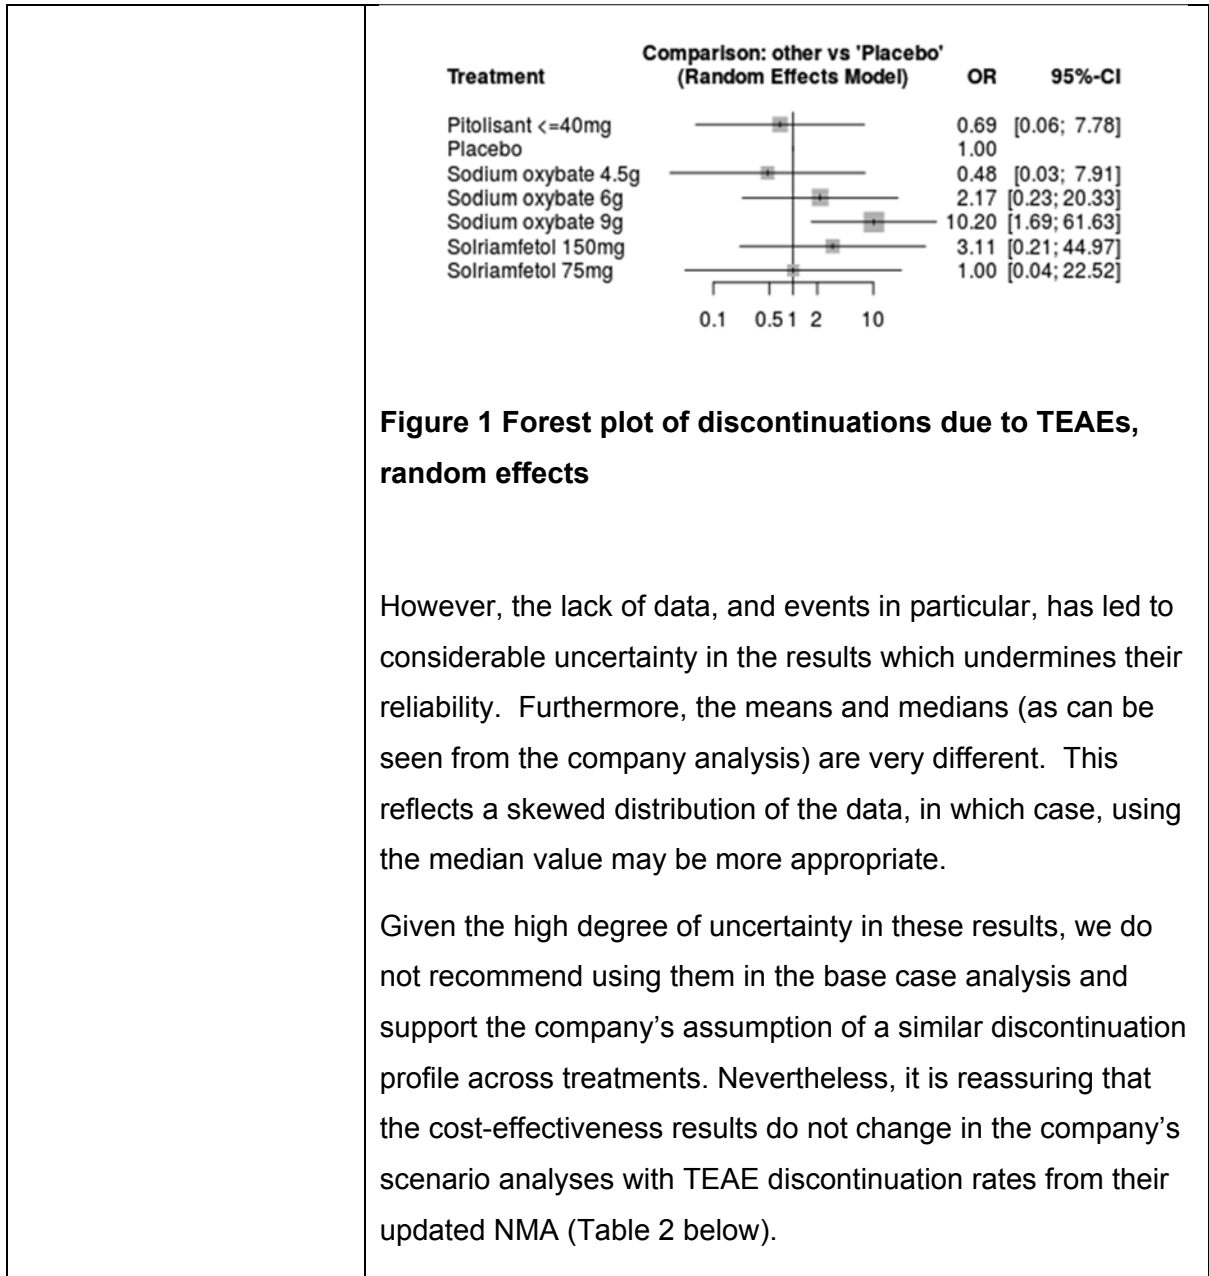 Comparison: other vs 'Placebo'
Treatment (Random Effects Model) OR 95%-CI
Pitolisant <=40mg 0.69 [0.06; 7.78]
Placebo 1.00
Sodium oxybate 4.5g 0.48 [0.03; 7.91]
Sodium oxybate 6g 2.17 [0.23; 20.33]
Sodium oxybate 9g 10.20 [1.69; 61.63]
Solriamfetol 150mg 3.11 [0.21; 44.97]
Solriamfetol 75mg 1.00 [0.04; 22.52]
0.1 0.5 1 2 10
Figure 1 Forest plot of discontinuations due to TEAEs,
random effects
However, the lack of data, and events in particular, has led to
considerable uncertainty in the results which undermines their
reliability. Furthermore, the means and medians (as can be
seen from the company analysis) are very different. This
reflects a skewed distribution of the data, in which case, using
the median value may be more appropriate.
Given the high degree of uncertainty in these results, we do
not recommend using them in the base case analysis and
support the company’s assumption of a similar discontinuation
profile across treatments. Nevertheless, it is reassuring that
the cost-effectiveness results do not change in the company’s
scenario analyses with TEAE discontinuation rates from their
updated NMA (Table 2 below).